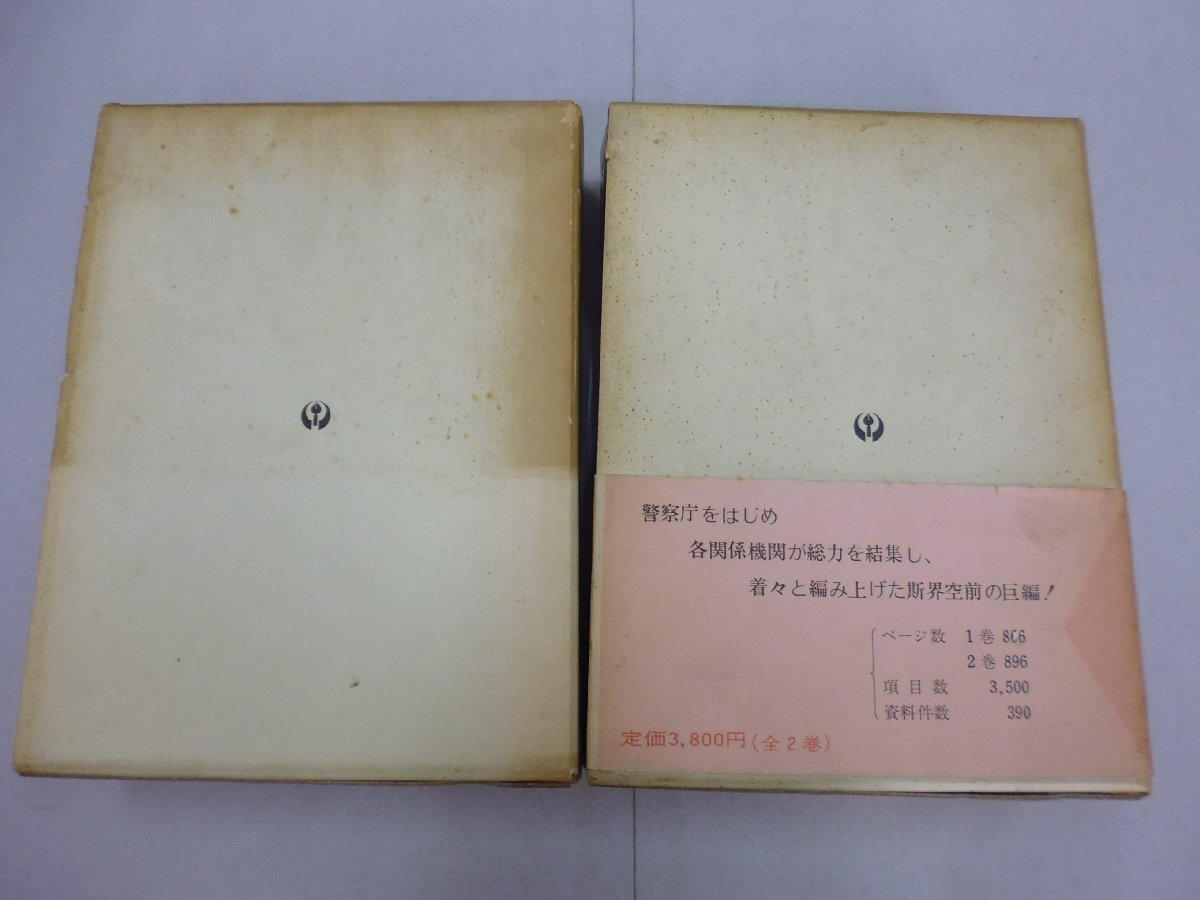 警察庁をはじめ
各関係機関が総力を結集し、
着々と編み上げた斯界空前の巨編!
ページ数 1巻 866
2巻 896
項目数 3,500
資料件数 390
定価3,800円(全2巻)